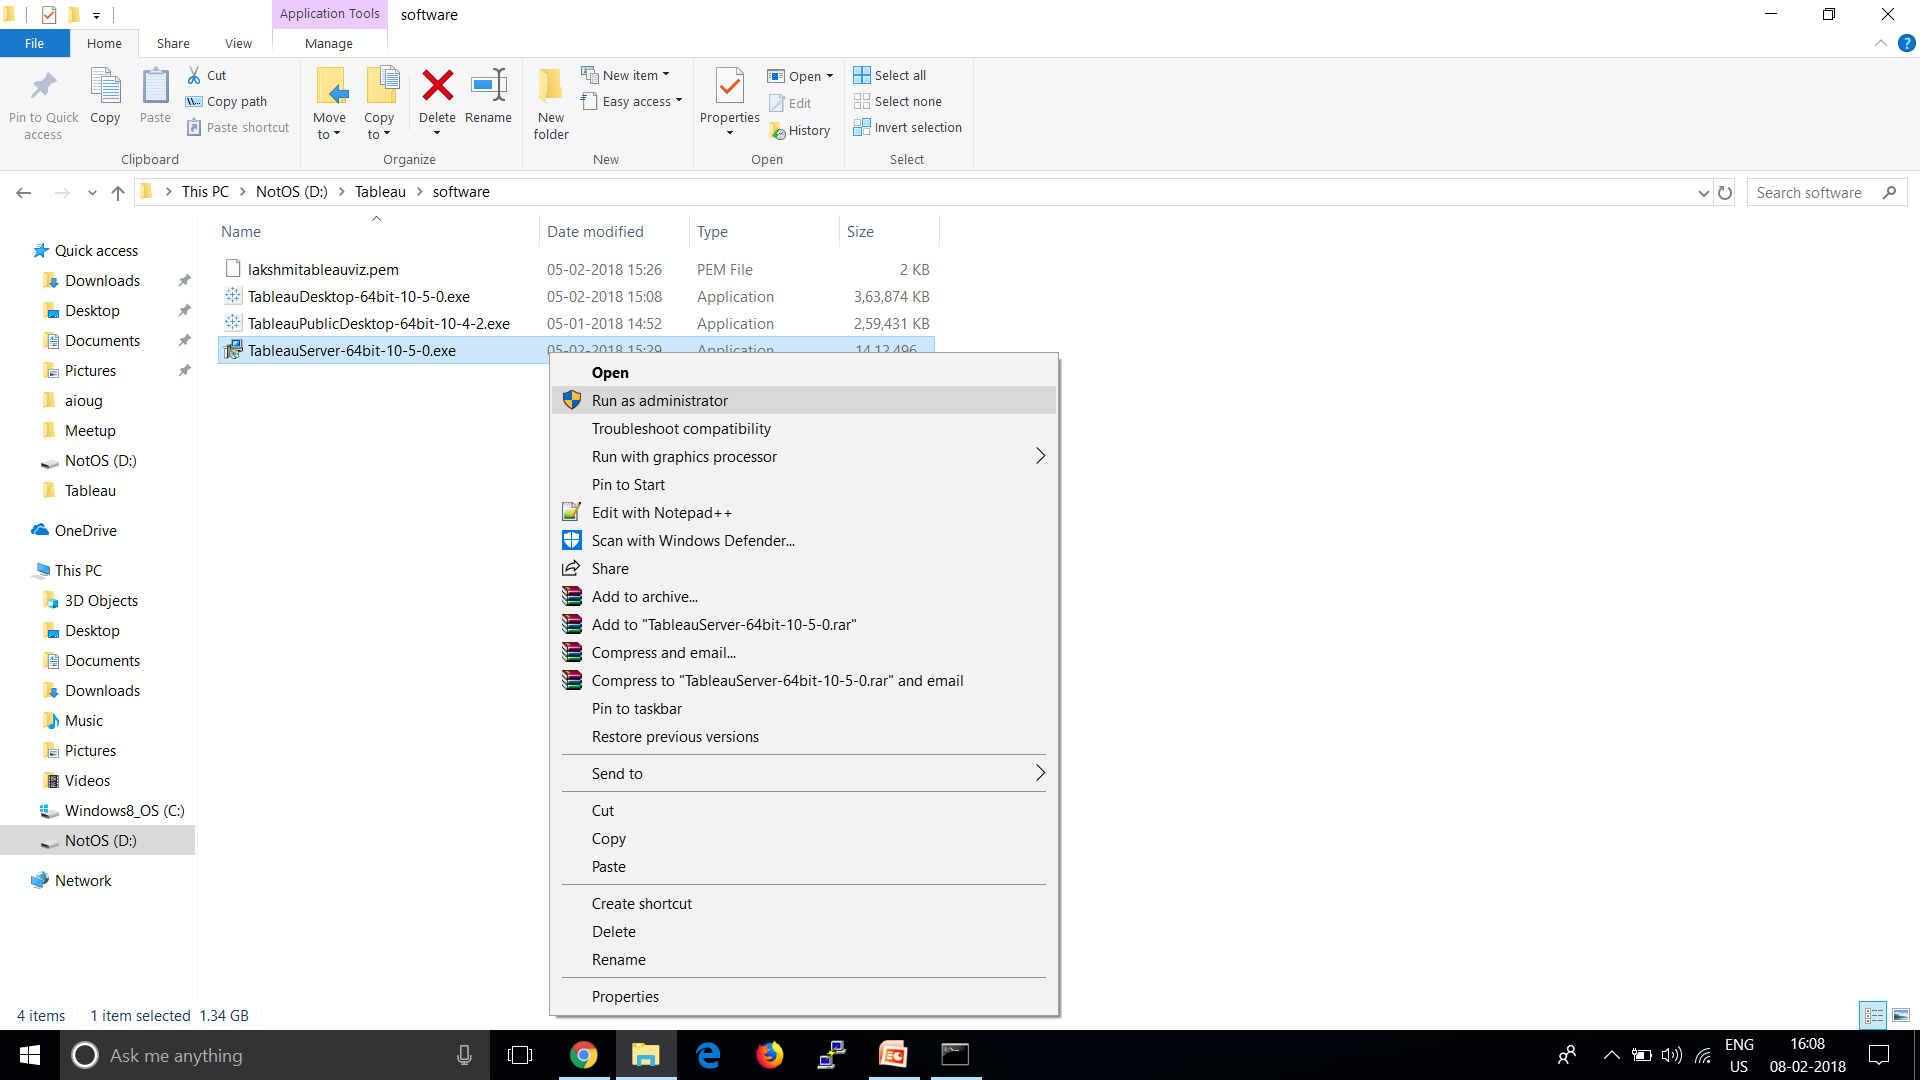 Application Tools
software
File
Home
Share
View
Manage
Pin to Quick access
Copy
Paste
Cut
Copy path
Paste shortcut
Clipboard
Move to
Copy to
Delete
Rename
Organize
New folder
New item
Easy access
New
Properties
Open
Edit
History
Open
Select all
Select none
Invert selection
Select
This PC
NotOS (D:)
Tableau
software
Search software
Name
Date modified
Type
Size
lakshmitableauviz.pem 05-02-2018 15:26 PEM File 2 KB
TableauDesktop-64bit-10-5-0.exe 05-02-2018 15:08 Application 3,63,874 KB
TableauPublicDesktop-64bit-10-4-2.exe 05-01-2018 14:52 Application 2,59,431 KB
TableauServer-64bit-10-5-0.exe 05-02-2018 15:29 Application 14,12,496
Quick access
Downloads
Desktop
Documents
Pictures
aioug
Meetup
NotOS (D:)
Tableau
OneDrive
This PC
3D Objects
Desktop
Documents
Downloads
Music
Pictures
Videos
Windows8_OS (C:)
NotOS (D:)
Network
Open
Run as administrator
Troubleshoot compatibility
Run with graphics processor
Pin to Start
Edit with Notepad++
Scan with Windows Defender...
Share
Add to archive...
Add to "TableauServer-64bit-10-5-0.rar"
Compress and email...
Compress to "TableauServer-64bit-10-5-0.rar" and email
Pin to taskbar
Restore previous versions
Send to
Cut
Copy
Paste
Create shortcut
Delete
Rename
Properties
4 items
1 item selected 1.34 GB
Ask me anything
ENG
US
16:08
08-02-2018